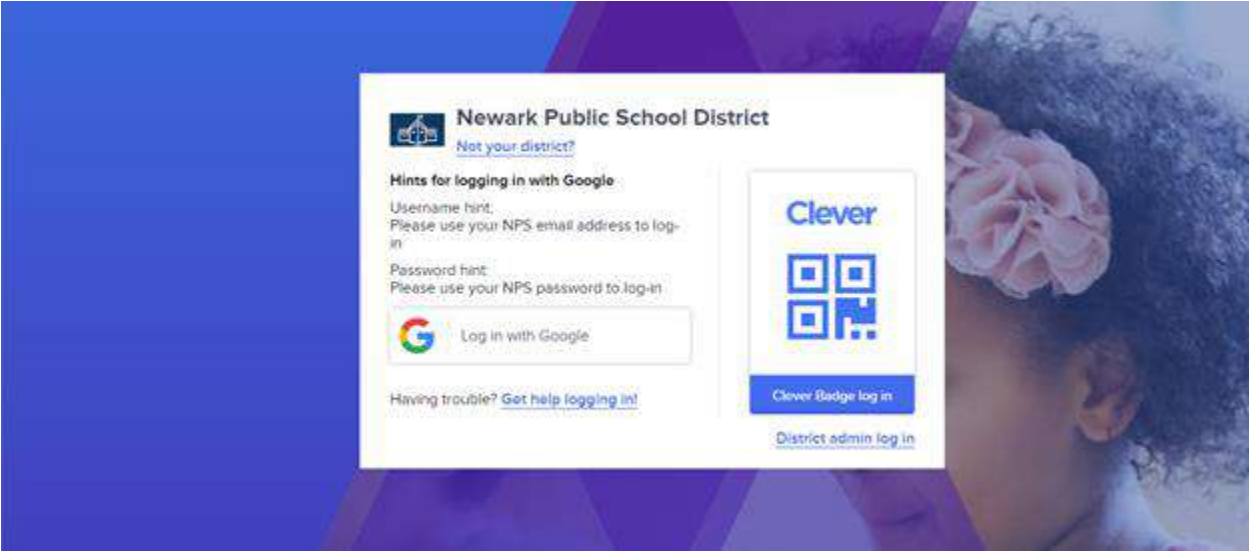 Newark Public School District
Not your district?
Hints for logging in with Google
Username hint:
Please use your NPS email address to log-
in
Password hint:
Please use your NPS password to log-in
Log in with Google
Having trouble? Get help logging in!
Clever
Clever Badge log in
District admin log in